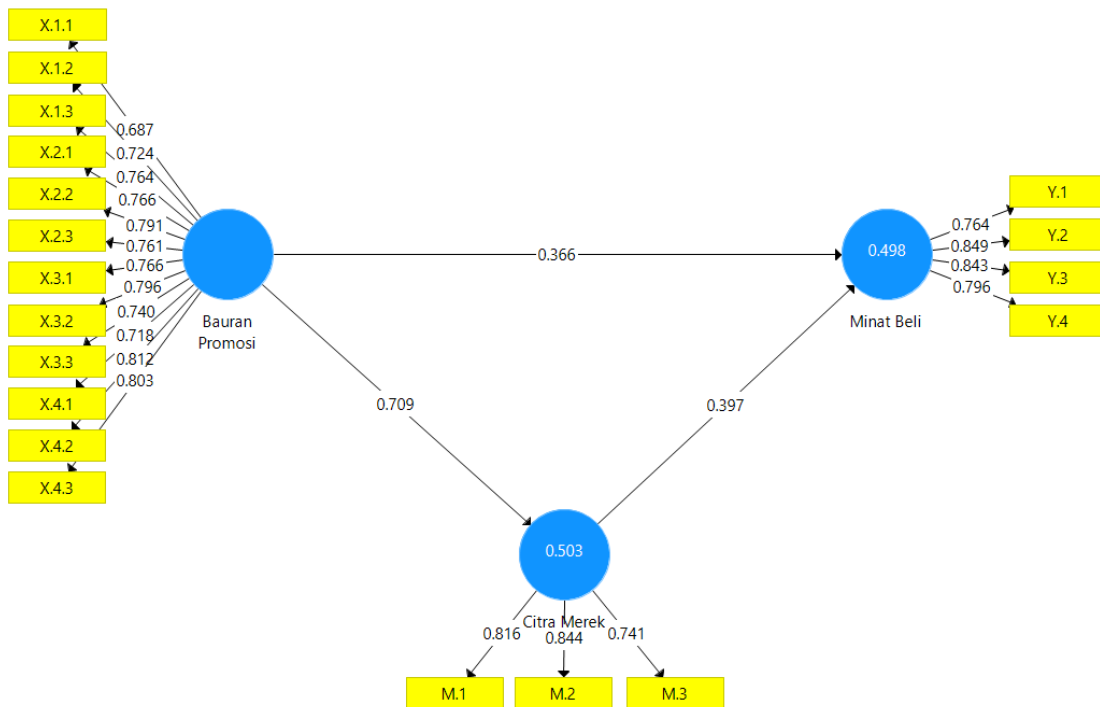 X.1.1
X.1.2
X.1.3
X.2.1
X.2.2
X.2.3
X.3.1
X.3.2
X.3.3
X.4.1
X.4.2
X.4.3
0.687
0.724
0.764
0.766
0.791
0.761
0.766
0.796
0.740
0.718
0.812
0.803
Bauran
Promosi
0.366
0.709
0.397
0.498
Minat Beli
0.764
0.849
0.843
0.796
Y.1
Y.2
Y.3
Y.4
0.503
Citra Merek
0.816
0.844
0.741
M.1
M.2
M.3